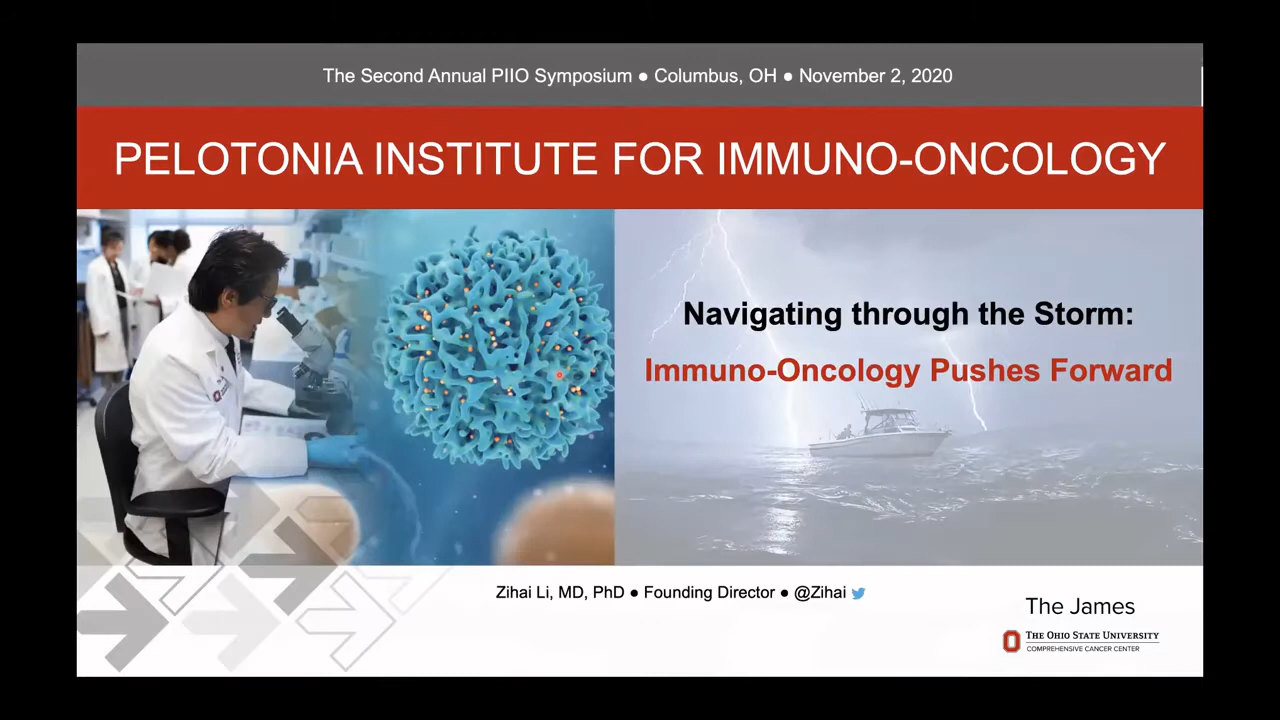 The Second Annual PIIO Symposium ● Columbus, OH ● November 2, 2020
PELOTONIA INSTITUTE FOR IMMUNO-ONCOLOGY
Navigating through the Storm:
Immuno-Oncology Pushes Forward
Zihai Li, MD, PhD ● Founding Director ● @Zihai
The James
THE OHIO STATE UNIVERSITY
COMPREHENSIVE CANCER CENTER